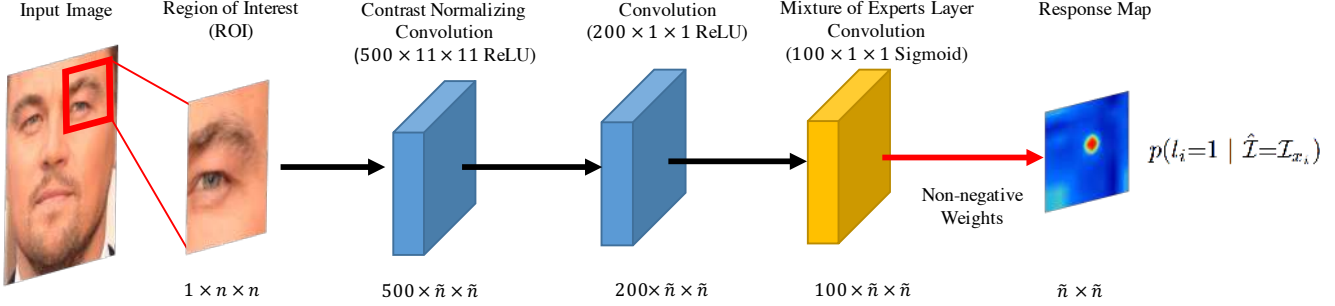 Input Image
Region of Interest
(ROI)
Contrast Normalizing
Convolution
(500 × 11 × 11 ReLU)
Convolution
(200 × 1 × 1 ReLU)
Mixture of Experts Layer
Convolution
(100 × 1 × 1 Sigmoid)
Response Map
p(l_i=1 | Î=I_{x_i})
Non-negative
Weights
1 × n × n
500 × ñ × ñ
200 × ñ × ñ
100 × ñ × ñ
ñ × ñ